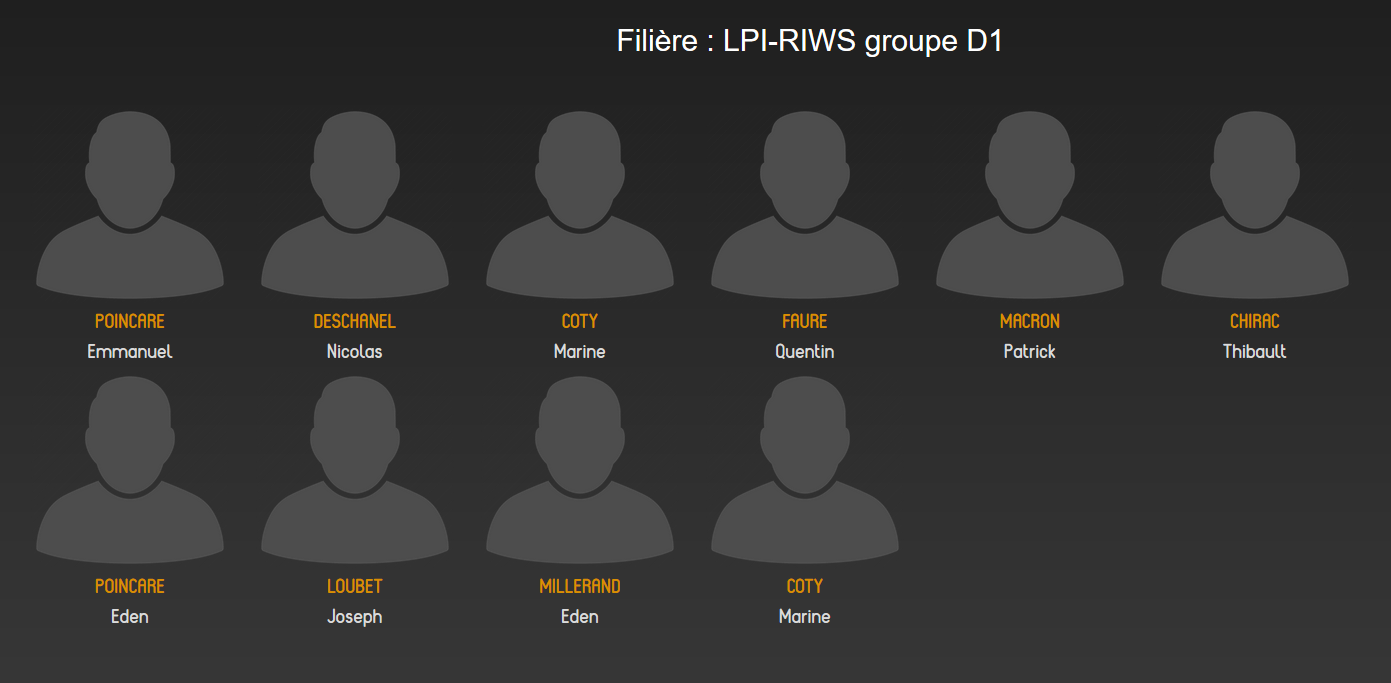 Filière : LPI-RIWS groupe D1
POINCARE DESCHANEL COTY FAURE MACRON CHIRAC
Emmanuel Nicolas Marine Quentin Patrick Thibault
POINCARE LOUBET MILLERAND COTY
Eden Joseph Eden Marine